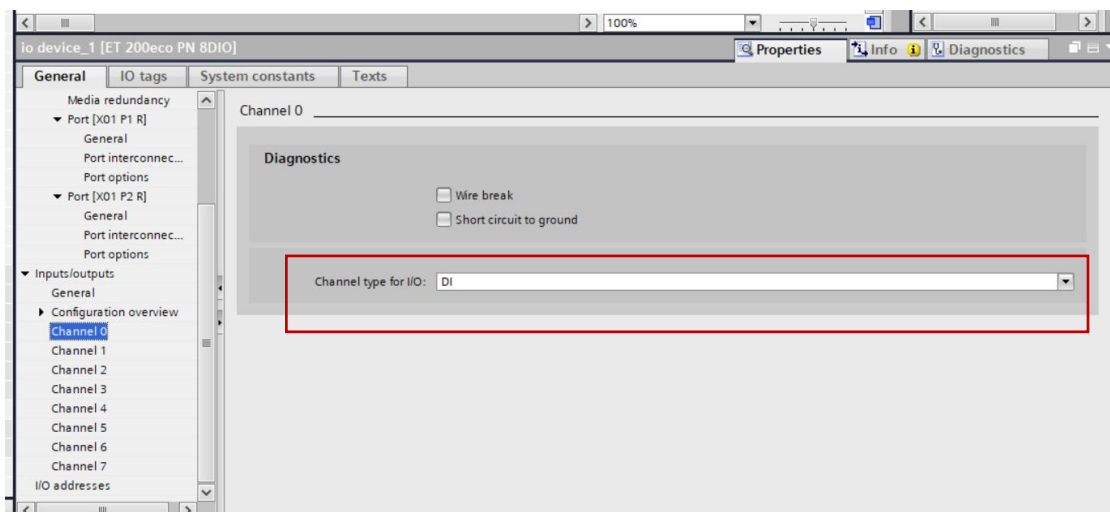 100%
io device_1 [ET 200eco PN 8DIO]
Properties
Info
Diagnostics
General
IO tags
System constants
Texts
Media redundancy
Port [X01 P1 R]
General
Port interconnec...
Port options
Port [X01 P2 R]
General
Port interconnec...
Port options
Inputs/outputs
General
Configuration overview
Channel 0
Channel 1
Channel 2
Channel 3
Channel 4
Channel 5
Channel 6
Channel 7
I/O addresses
Channel 0
Diagnostics
Wire break
Short circuit to ground
Channel type for I/O: DI